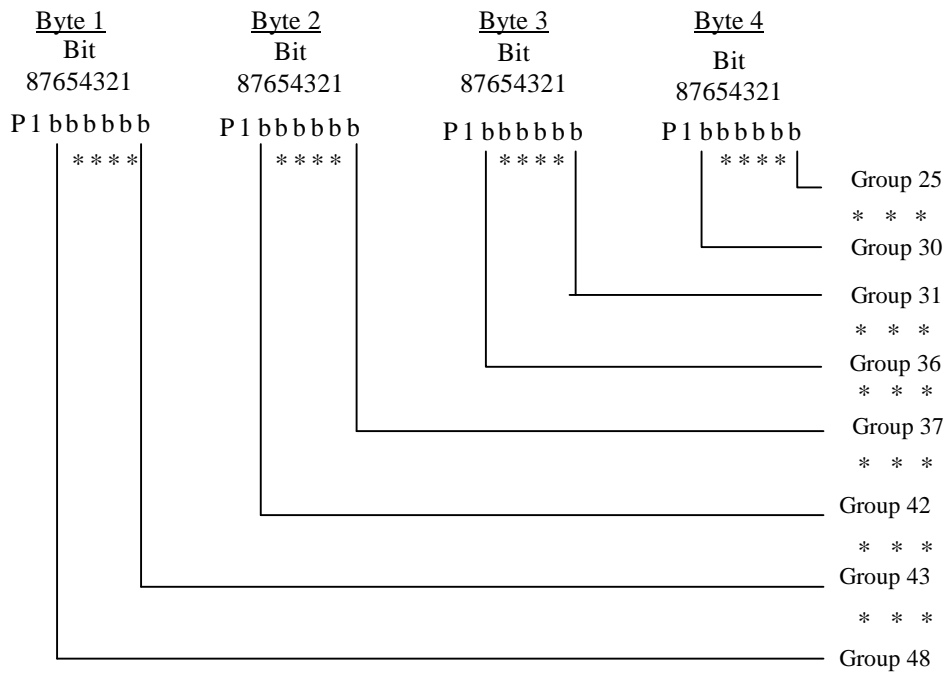 Byte 1 Byte 2 Byte 3 Byte 4
Bit Bit Bit Bit
87654321 87654321 87654321 87654321
P 1 b b b b b b P 1 b b b b b b P 1 b b b b b b P 1 b b b b b b
* * * * * * * * * * * * * * * *
Group 25
* * *
Group 30
Group 31
* * *
Group 36
* * *
Group 37
* * *
Group 42
* * *
Group 43
* * *
Group 48